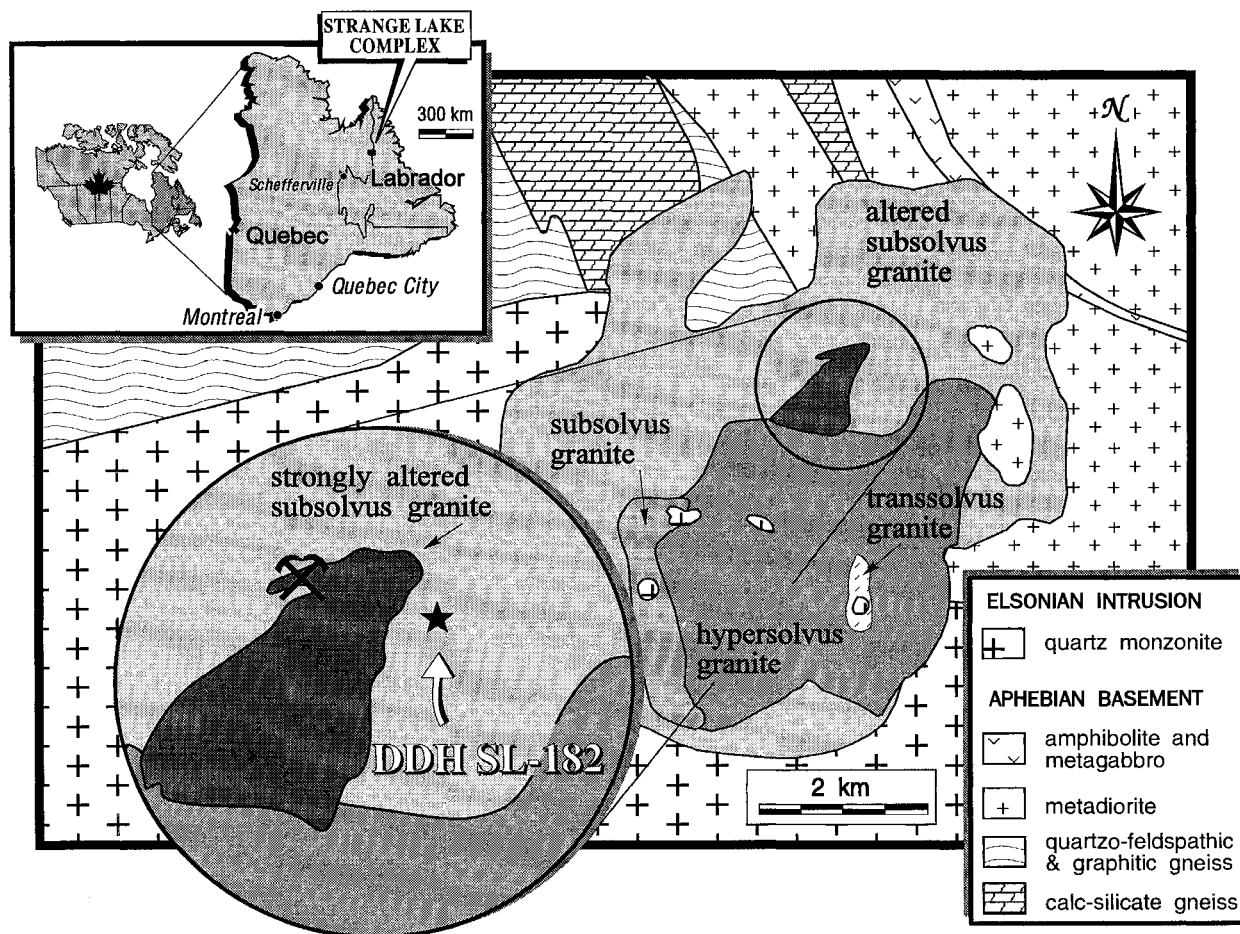 STRANGE LAKE
COMPLEX
300 km
Schefferville
Labrador
Quebec
Quebec City
Montreal
N
altered
subsolvus
granite
subsolvus
granite
strongly altered
subsolvus granite
transsolvus
granite
hypersolvus
granite
DDH SL-182
2 km
ELSONIAN INTRUSION
quartz monzonite
APHEBIAN BASEMENT
amphibolite and
metagabbro
metadiorite
quartzo-feldspathic
& graphitic gneiss
calc-silicate gneiss